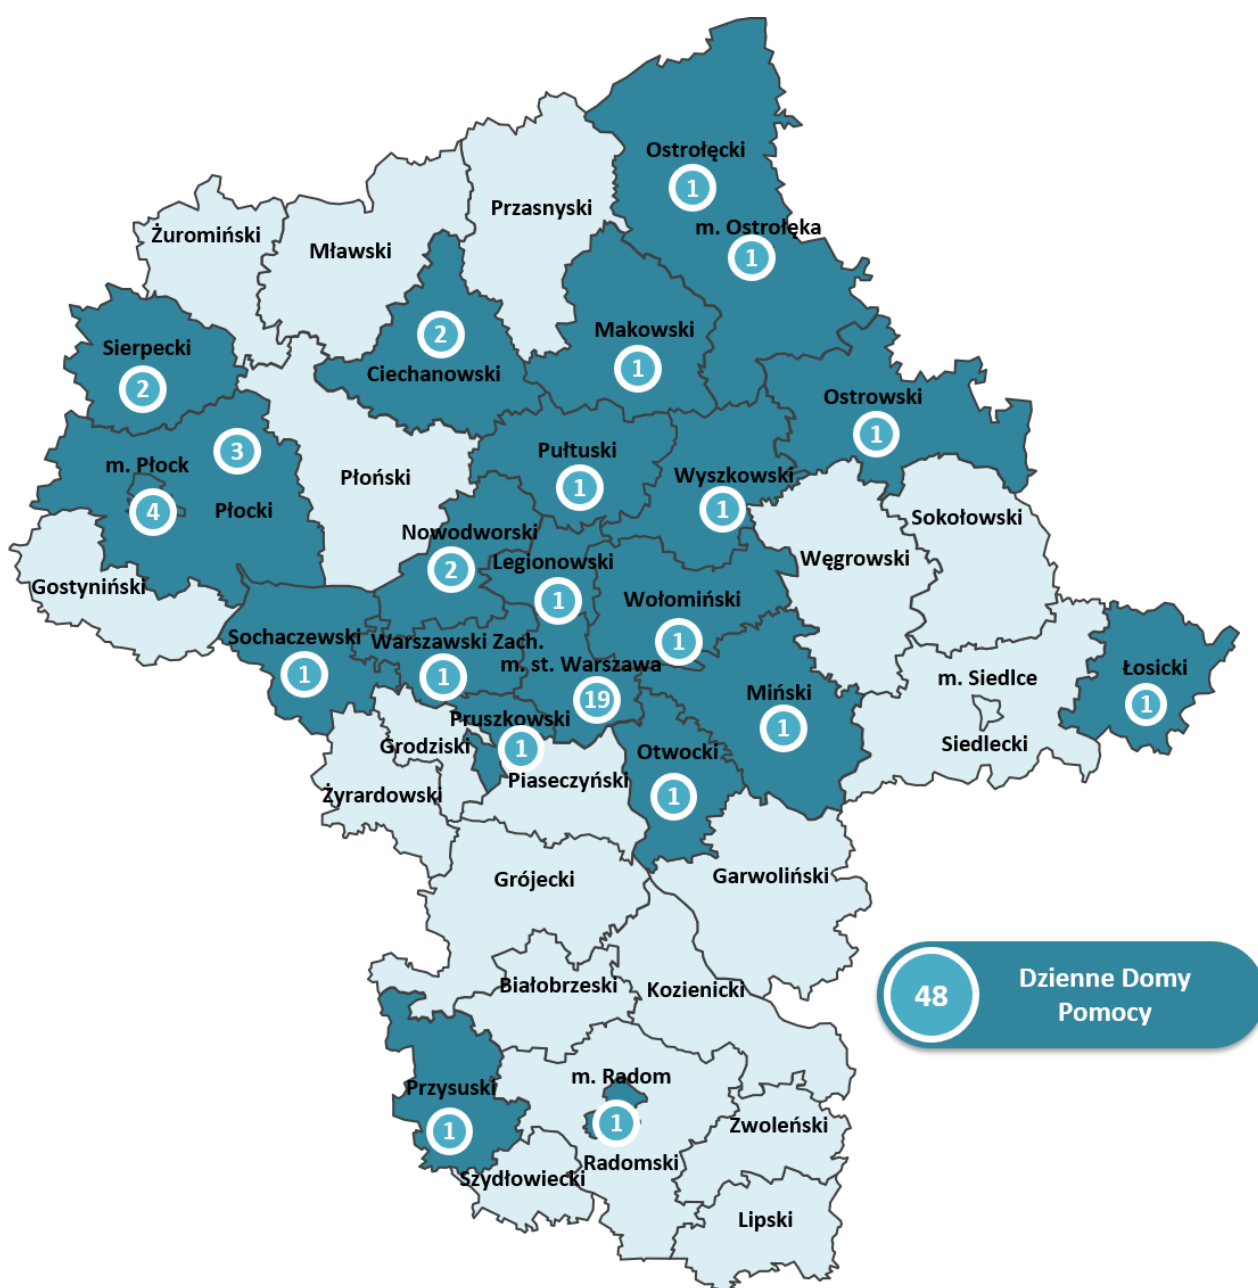 Ostrołęcki
1
m. Ostrołęka
1
Przasnyski
Żuromiński
Mławski
Makowski
1
2
Ciechanowski
Sierpecki
2
Ostrowski
1
3
m. Płock
4
Płocki
Płoński
Pułtuski
1
Wyszkowski
1
Sokołowski
Węgrowski
Nowodworski
2
Legionowski
1
Wołomiński
1
Gostyniński
Sochaczewski
1
Warszawski Zach.
1
m. st. Warszawa
19
Miński
1
m. Siedlce
Siedlecki
Łosicki
1
Pruszkowski
1
Grodziski
Piaseczyński
Otwocki
1
Żyrardowski
Grójecki
Garwoliński
Białobrzeski
Kozienicki
48
Dzienne Domy
Pomocy
Przysuski
1
m. Radom
1
Radomski
Zwoleński
Szydłowiecki
Lipski